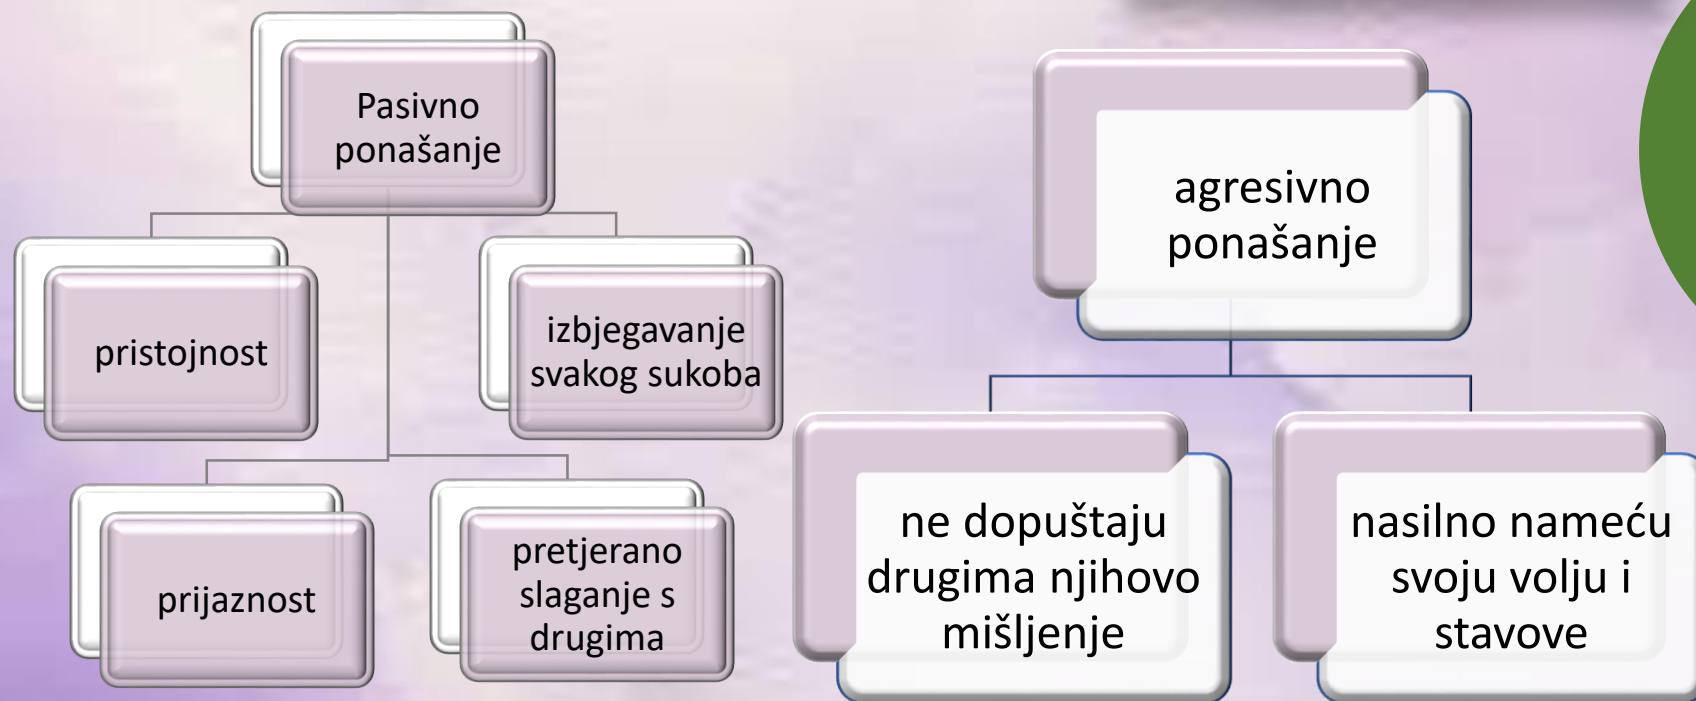 Pasivno
ponašanje
pristojnost
izbjegavanje
svakog sukoba
prijaznost
pretjerano
slaganje s
drugima
agresivno
ponašanje
ne dopuštaju
drugima njihovo
mišljenje
nasilno nameću
svoju volju i
stavove